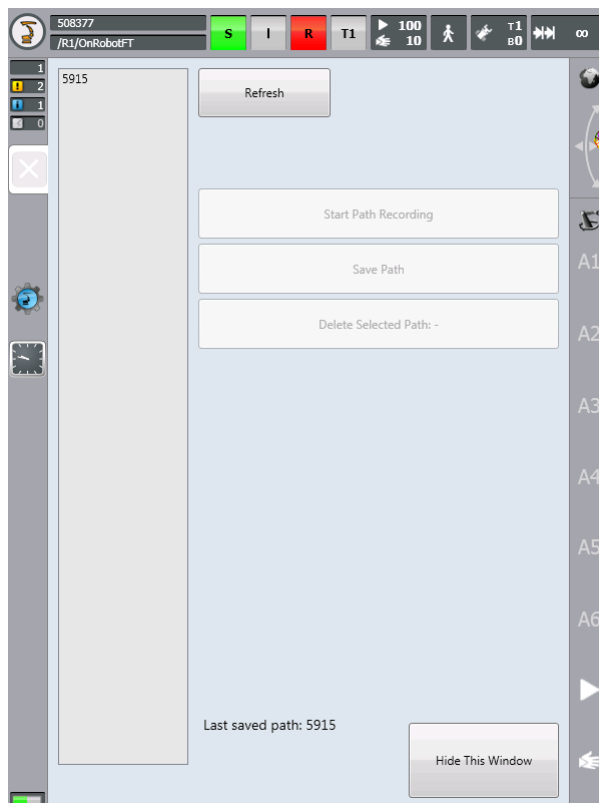 508377
/R1/OnRobotFT
S
I
R
T1
100
10
T1
B0
∞
1
2
1
0
5915
Refresh
Start Path Recording
Save Path
Delete Selected Path: -
A1
A2
A3
A4
A5
A6
Last saved path: 5915
Hide This Window